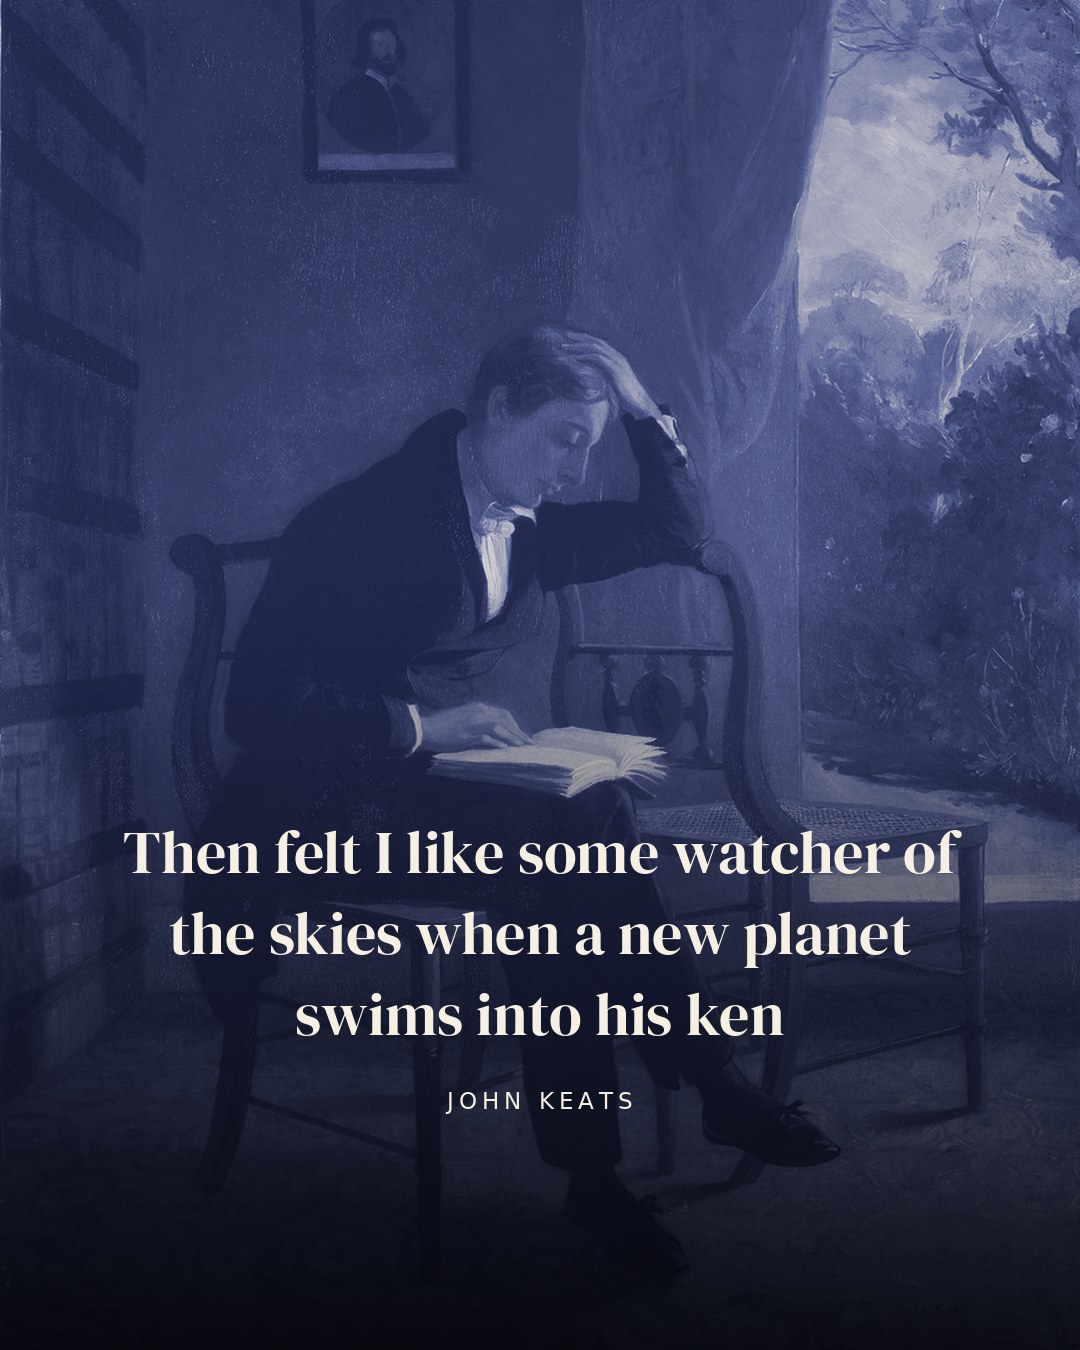 Then felt I like some watcher of
the skies when a new planet
swims into his ken
JOHN KEATS